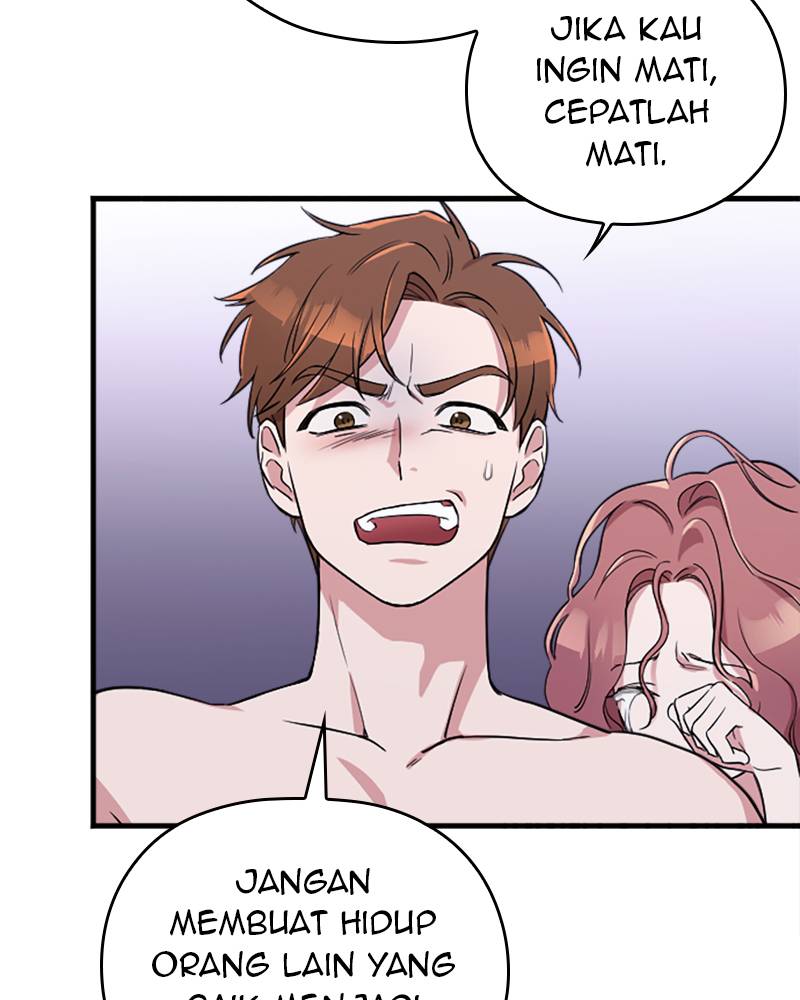 JIKA KAU
INGIN MATI,
CEPATLAH
MATI.
JANGAN
MEMBUAT HIDUP
ORANG LAIN YANG